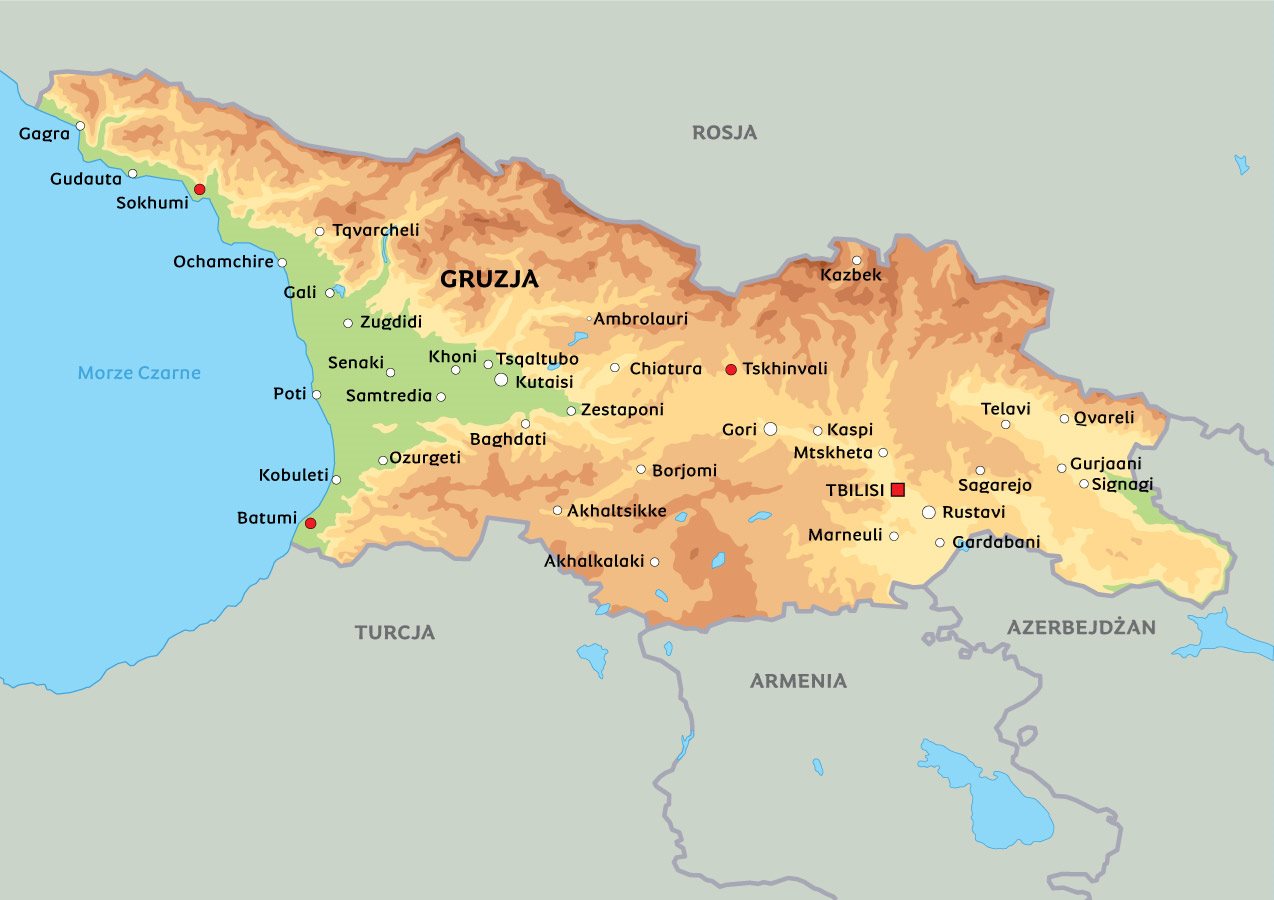 ROSJA
Gagra
Gudauta
Sokhumi
Tqvarcheli
Ochamchire
Kazbek
GRUZJA
Gali
Ambrolauri
Zugdidi
Khoni
Tsqaltubo
Senaki
Chiatura
Tskhinvali
Morze Czarne
Kutaisi
Poti
Samtredia
Zestaponi
Telavi
Qvareli
Gori
Kaspi
Baghdati
Mtskheta
Ozurgeti
Gurjaani
Borjomi
Kobuleti
Sagarejo
Signagi
TBILISI
Akhaltsikke
Rustavi
Batumi
Marneuli
Gardabani
Akhalkalaki
AZERBEJDŻAN
TURCJA
ARMENIA